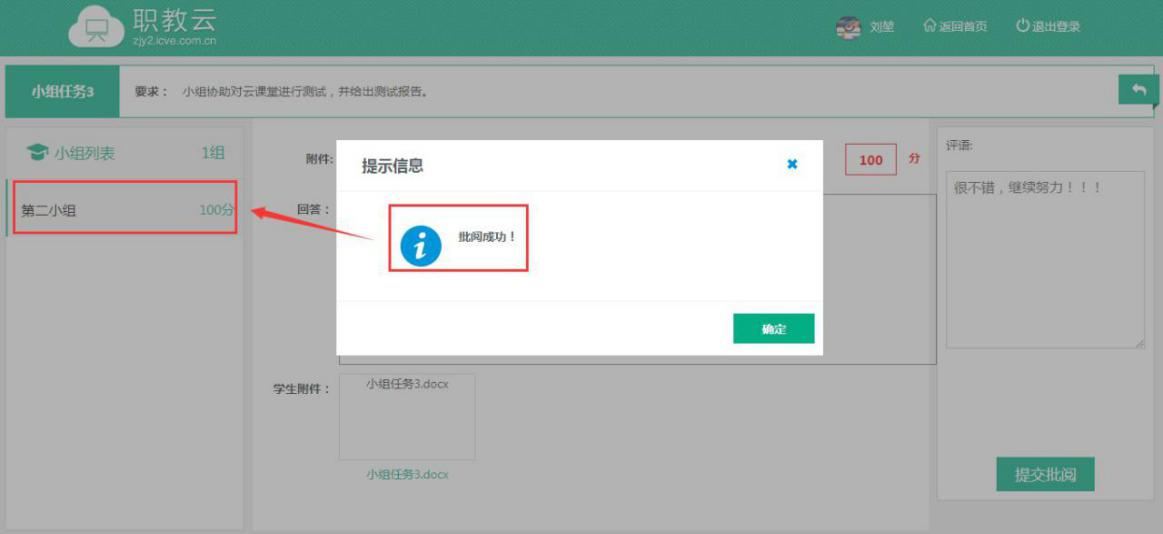 职教云
zjy2.icve.com.cn
刘堃
返回首页
退出登录
小组任务3
要求： 小组协助对云课堂进行测试，并给出测试报告。
小组列表 1组
第二小组 100分
附件:
100 分
回答：
提示信息
批阅成功！
确定
学生附件：
小组任务3.docx
小组任务3.docx
评语:
很不错，继续努力！！！
提交批阅